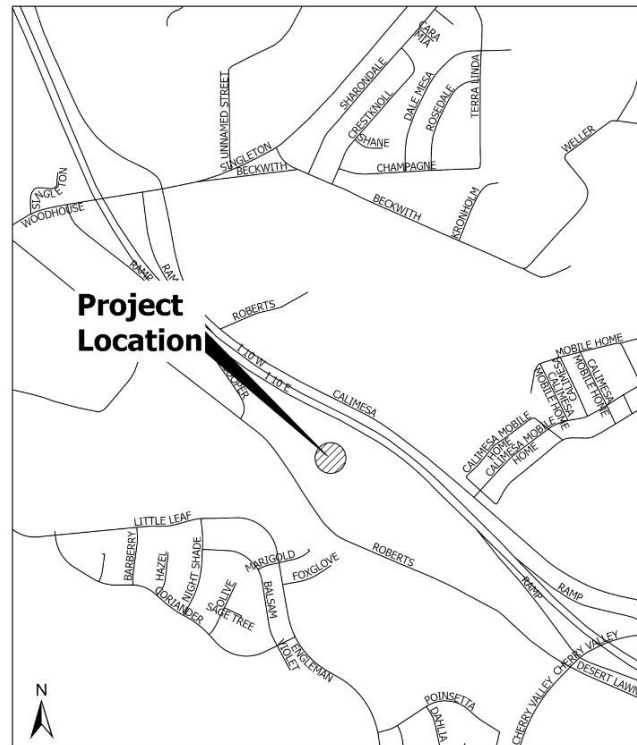 CARA
MIA
SHARONDALE
CRESTKNOLL
DALE MESA
TERRA LINDA
ROSEDALE
UNNAMED STREET
SHANE
SINGLETON
BECKWITH
CHAMPAGNE
WELLER
SINGLETON
WOODHOUSE
BECKWITH
KRONHOLM
RAMP
Project
Location
ROBERTS
I 10 W
I 10 E
CALIMESA
MOBILE HOME
CALIMESA
MOBILE HOME
CALIMESA
MOBILE HOME
CALIMESA MOBILE
HOME
CALIMESA MOBILE
HOME
LITTLE LEAF
BARBERRY
HAZEL
NIGHT SHADE
MARIGOLD
FOXGLOVE
ROBERTS
OLIVE
SAGE TREE
CORIANDER
BALSAM
VIOLET
ENGLEMAN
RAMP
RAMP
CHERRY VALLEY
CHERRY VALLEY
DESERT LAWN
N
POINSETTA
DAHLIA